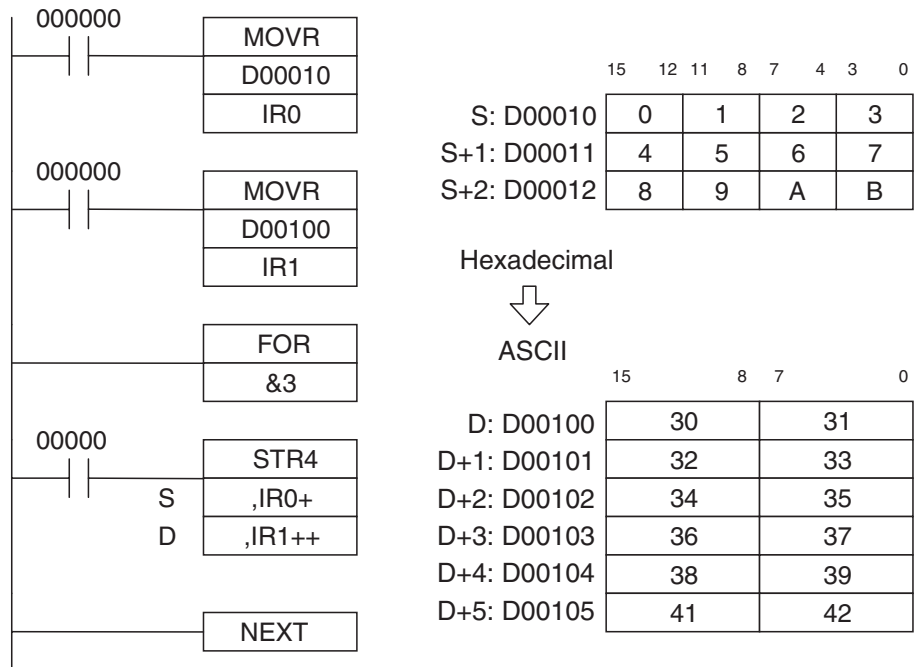 000000
MOVR
D00010
IR0
000000
MOVR
D00100
IR1
FOR
&3
00000
STR4
S ,IR0+
D ,IR1++
NEXT
15 12 11 8 7 4 3 0
S: D00010 0 1 2 3
S+1: D00011 4 5 6 7
S+2: D00012 8 9 A B
Hexadecimal
ASCII
15 8 7 0
D: D00100 30 31
D+1: D00101 32 33
D+2: D00102 34 35
D+3: D00103 36 37
D+4: D00104 38 39
D+5: D00105 41 42